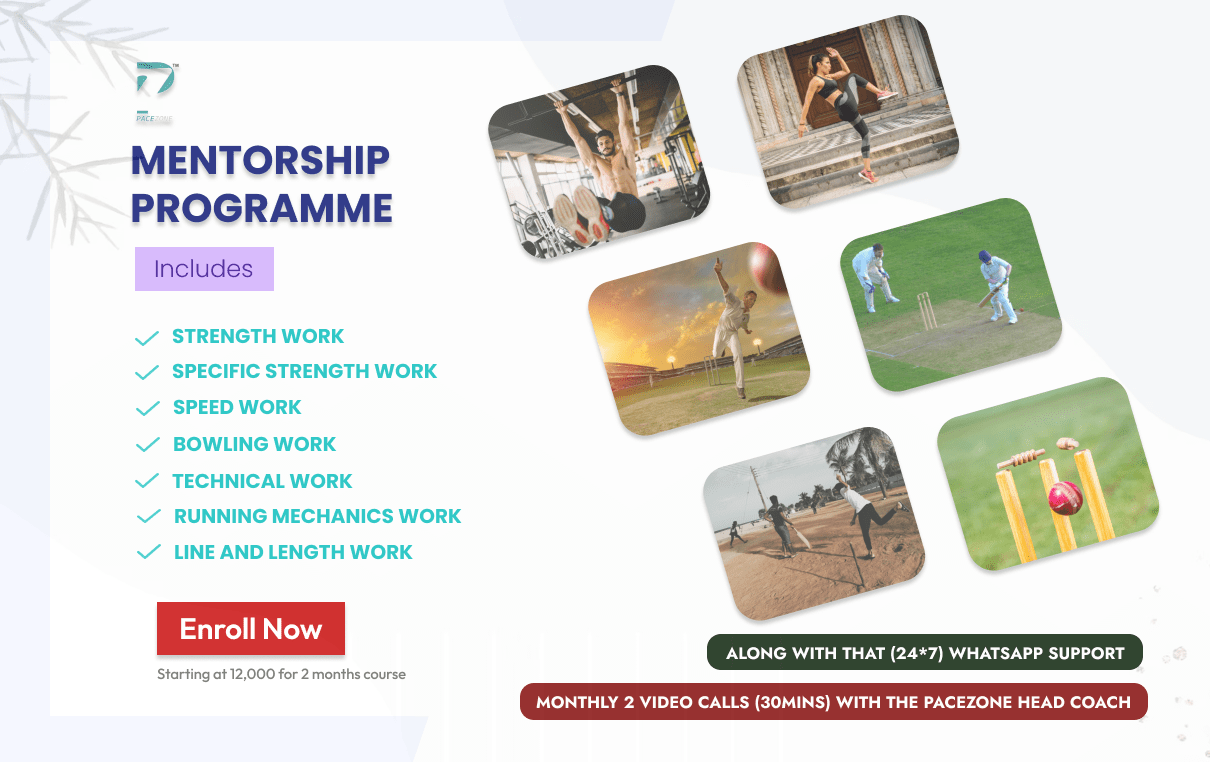 TM
PACEZONE
MENTORSHIP
PROGRAMME
Includes
STRENGTH WORK
SPECIFIC STRENGTH WORK
SPEED WORK
BOWLING WORK
TECHNICAL WORK
RUNNING MECHANICS WORK
LINE AND LENGTH WORK
Enroll Now
Starting at 12,000 for 2 months course
ALONG WITH THAT (24*7) WHATSAPP SUPPORT
MONTHLY 2 VIDEO CALLS (30MINS) WITH THE PACEZONE HEAD COACH